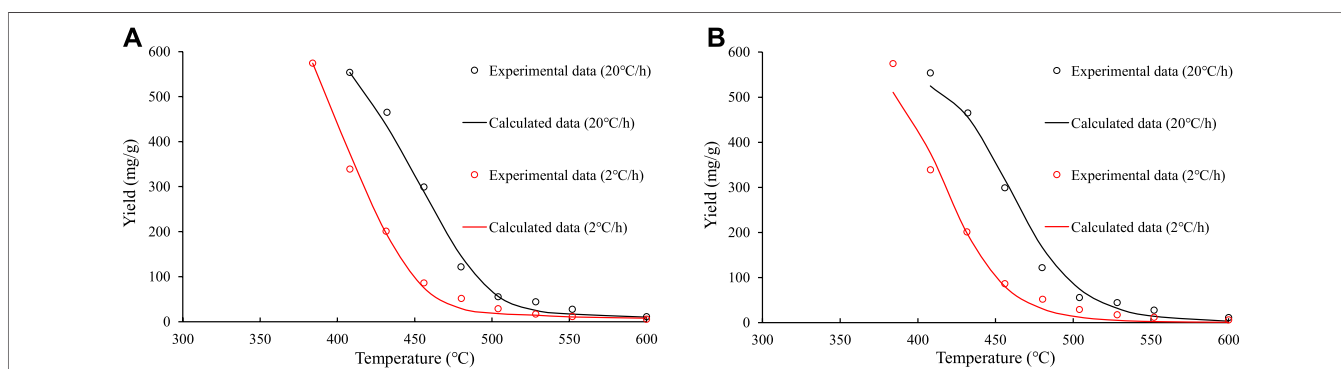 A
600
500
400
300
200
100
0
Yield (mg/g)
300
350
400
450
500
550
600
Temperature (℃)
Experimental data (20℃/h)
Calculated data (20℃/h)
Experimental data (2℃/h)
Calculated data (2℃/h)
B
600
500
400
300
200
100
0
Yield (mg/g)
300
350
400
450
500
550
600
Temperature (℃)
Experimental data (20℃/h)
Calculated data (20℃/h)
Experimental data (2℃/h)
Calculated data (2℃/h)